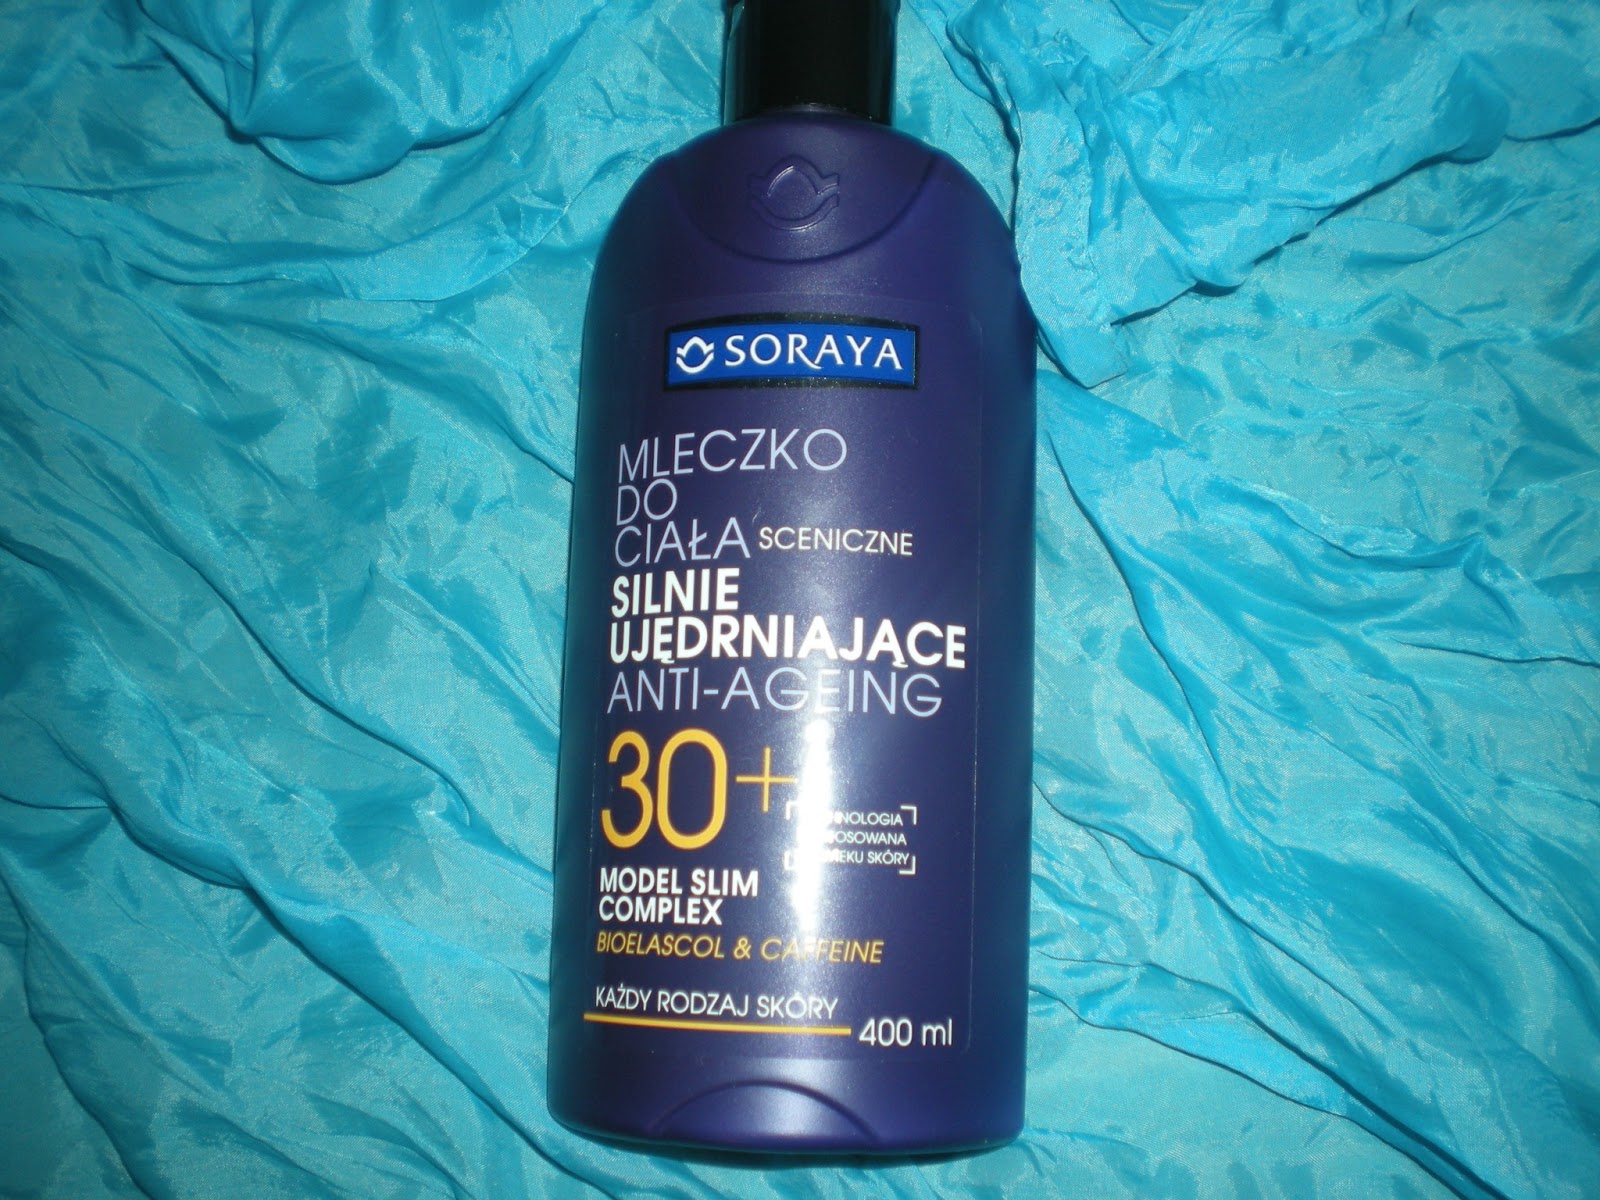 SORAYA
MLECZKO
DO
CIAŁA SCENICZNE
SILNIE
UJĘDRNIAJĄCE
ANTI-AGEING
30+
SKÓRY
MODEL SLIM
COMPLEX
BIOELASCOL & CAFFEINE
KAŻDY RODZAJ SKÓRY
400 ml